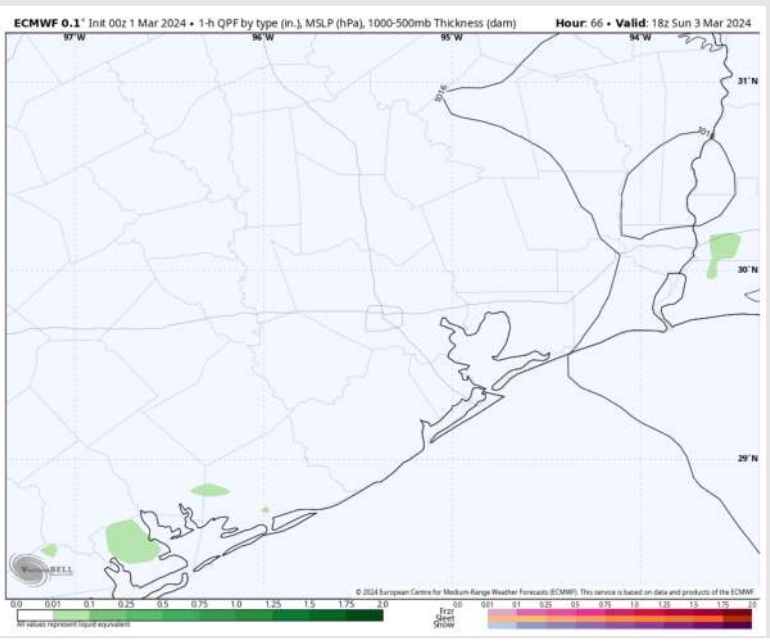 ECMWF 0.1° Init 00z 1 Mar 2024 • 1-h QPF by type (in.), MSLP (hPa), 1000-500mb Thickness (dam) Hour: 66 • Valid: 18z Sun 3 Mar 2024
97°W 96°W 95°W 94°W
31°N
1016
30°N
29°N
BELL
© 2024 European Centre for Medium-Range Weather Forecasts (ECMWF). This service is based on data and products of the ECMWF
0.0 0.01 0.1 0.25 0.5 0.75 1.0 1.25 1.5 1.75 2.0 0.0 0.01 0.1 0.25 0.5 0.75 1.0 1.25 1.5 1.75 2.0
All values represent liquid equivalent
Frzr
Sleet
Snow